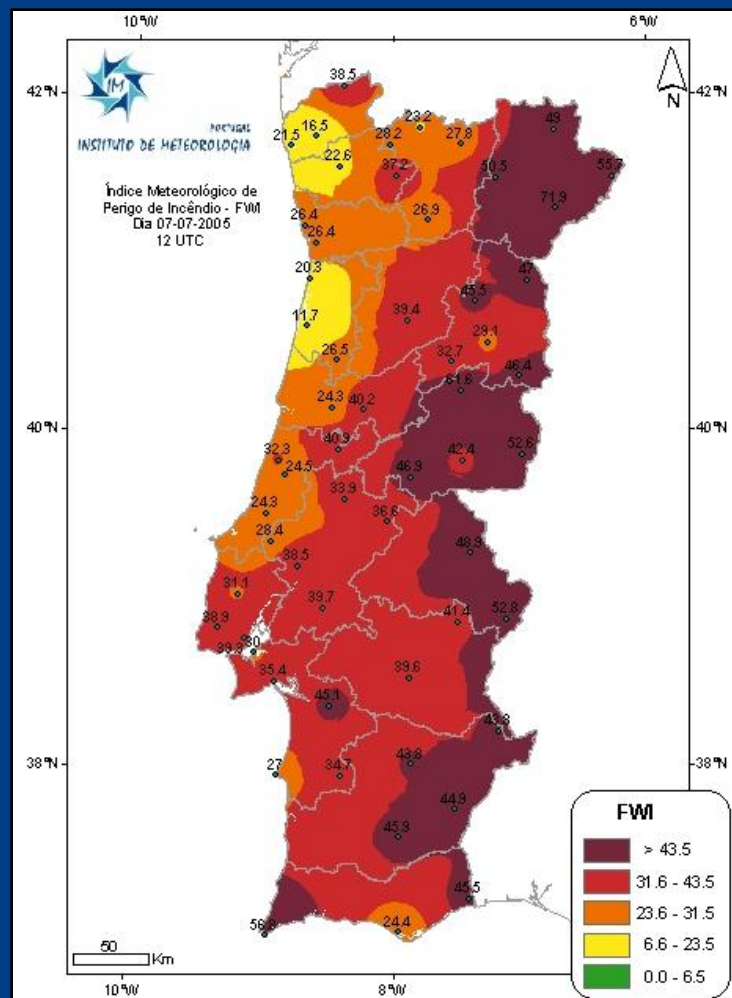 10°W
6°W
42°N
42°N
IM
PORTUGAL
INSTITUTO DE METEOROLOGIA
Índice Meteorológico de
Perigo de Incêndio - FWI
Dia 07-07-2005
12 UTC
N
38.5
16.5
23.2
49
21.5
28.2
27.8
22.6
37.2
50.5
55.7
71.9
26.4
26.9
26.4
20.3
47
45.5
11.7
39.4
29.1
26.5
32.7
46.4
61.6
24.3
40.2
40°N
40°N
40.9
32.3
52.6
42.4
24.5
46.9
33.9
24.3
36.6
28.4
48.9
38.5
31.1
39.7
52.8
38.9
41.4
39.3
30
35.4
39.6
45.1
43.8
38°N
38°N
27
34.7
43.8
44.9
45.9
45.5
56.8
24.4
FWI
> 43.5
31.6 - 43.5
23.6 - 31.5
6.6 - 23.5
0.0 - 6.5
50
Km
10°W
8°W